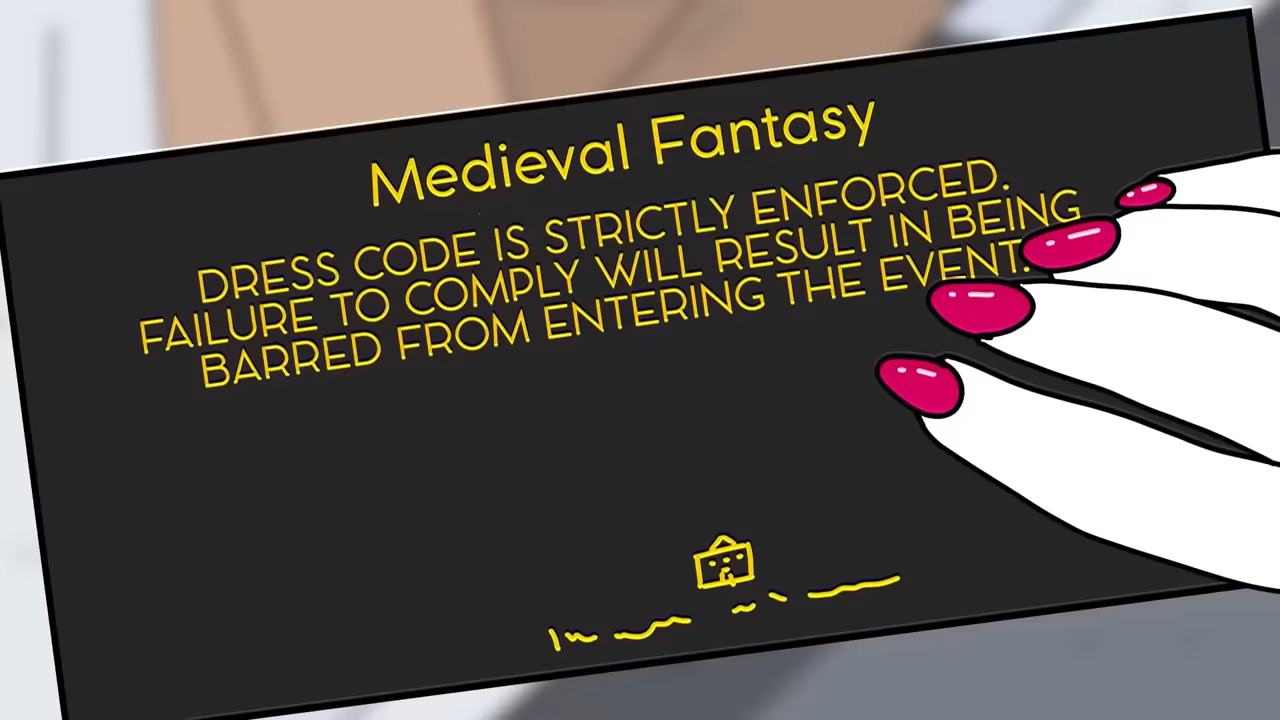 Medieval Fantasy
DRESS CODE IS STRICTLY ENFORCED.
FAILURE TO COMPLY WILL RESULT IN BEING
BARRED FROM ENTERING THE EVENT.